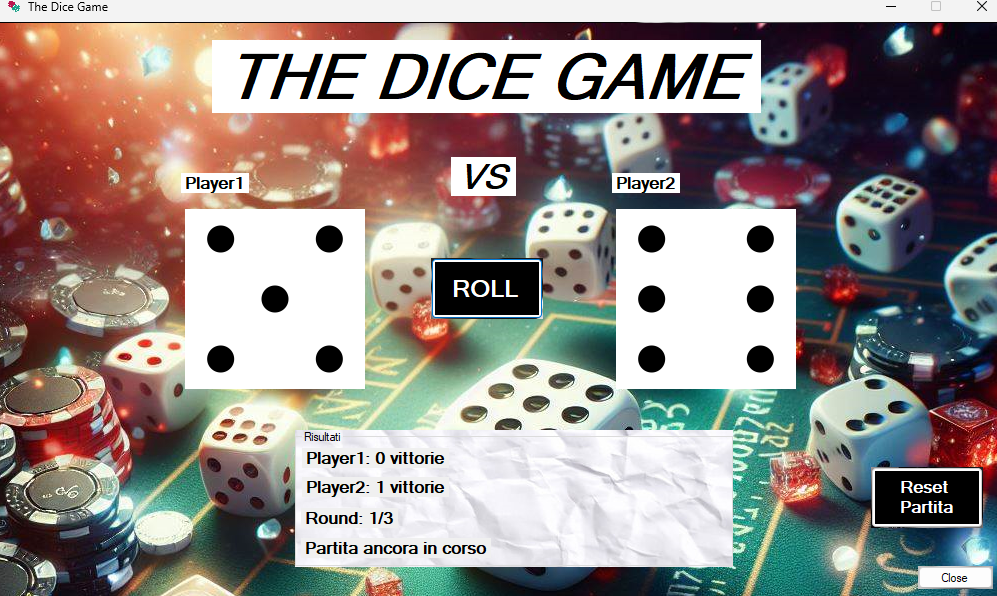 The Dice Game
THE DICE GAME
VS
Player1
Player2
ROLL
Risultati
Player1: 0 vittorie
Player2: 1 vittorie
Round: 1/3
Partita ancora in corso
Reset
Partita
Close